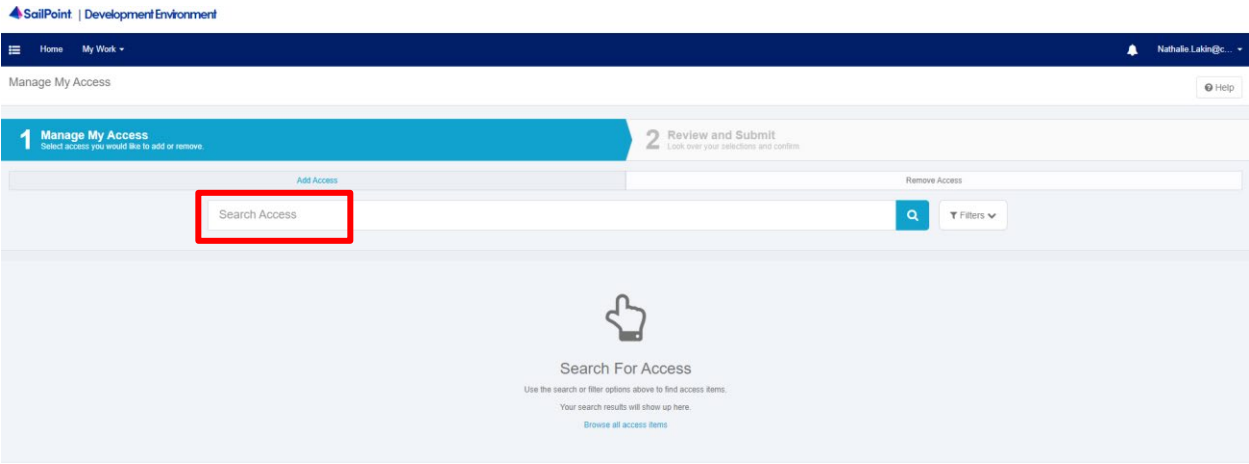 SailPoint | Development Environment
Home My Work Nathalie.Lakin@c...
Manage My Access Help
1 Manage My Access
Select access you would like to add or remove.
2 Review and Submit
Look over your selections and confirm.
Add Access Remove Access
Search Access Filters
Search For Access
Use the search or filter options above to find access items.
Your search results will show up here.
Browse all access items